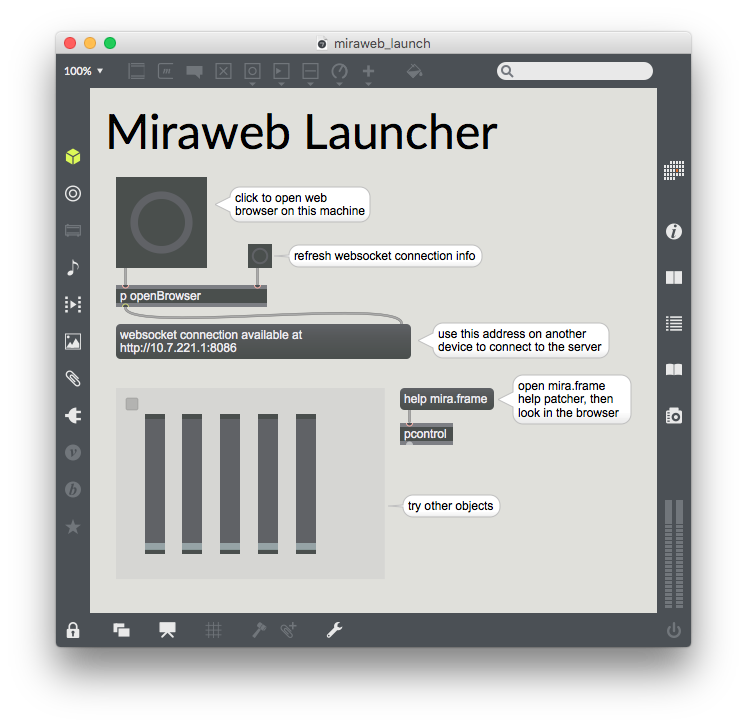 miraweb_launch
100% ▼
Miraweb Launcher
click to open web
browser on this machine
refresh websocket connection info
p openBrowser
websocket connection available at
http://10.7.221.1:8086
use this address on another
device to connect to the server
help mira.frame
open mira.frame
help patcher, then
look in the browser
pcontrol
try other objects